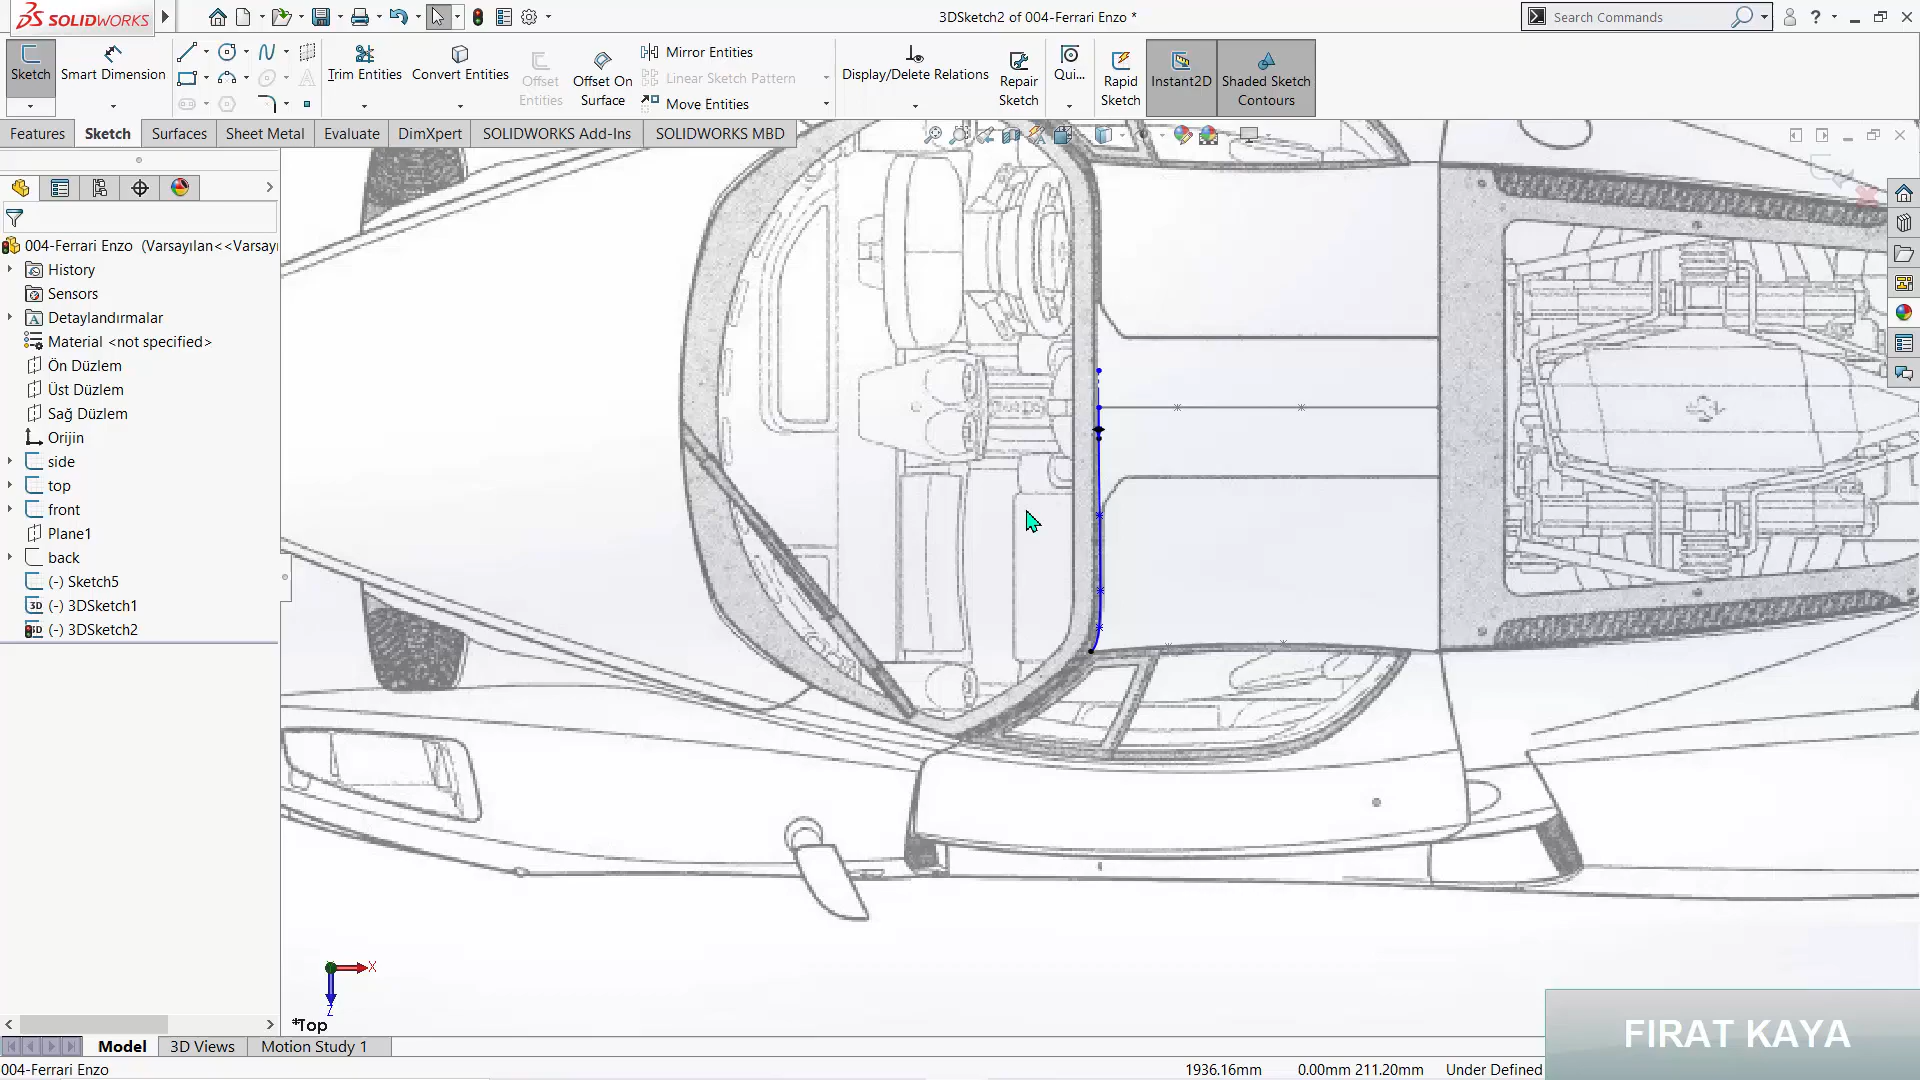 SOLIDWORKS
3DSketch2 of 004-Ferrari Enzo *
Search Commands
Sketch
Smart Dimension
Trim Entities
Convert Entities
Offset Entities
Offset On Surface
Mirror Entities
Linear Sketch Pattern
Move Entities
Display/Delete Relations
Repair Sketch
Qui...
Rapid Sketch
Instant2D
Shaded Sketch Contours
Features
Sketch
Surfaces
Sheet Metal
Evaluate
DimXpert
SOLIDWORKS Add-Ins
SOLIDWORKS MBD
004-Ferrari Enzo (Varsayılan<<Varsayı
History
Sensors
Detaylandırmalar
Material <not specified>
Ön Düzlem
Üst Düzlem
Sağ Düzlem
Orijin
side
top
front
Plane1
back
(-) Sketch5
3D (-) 3DSketch1
(-) 3DSketch2
X
Z
*Top
Model
3D Views
Motion Study 1
004-Ferrari Enzo
1936.16mm
0.00mm 211.20mm
Under Defined
FIRAT KAYA